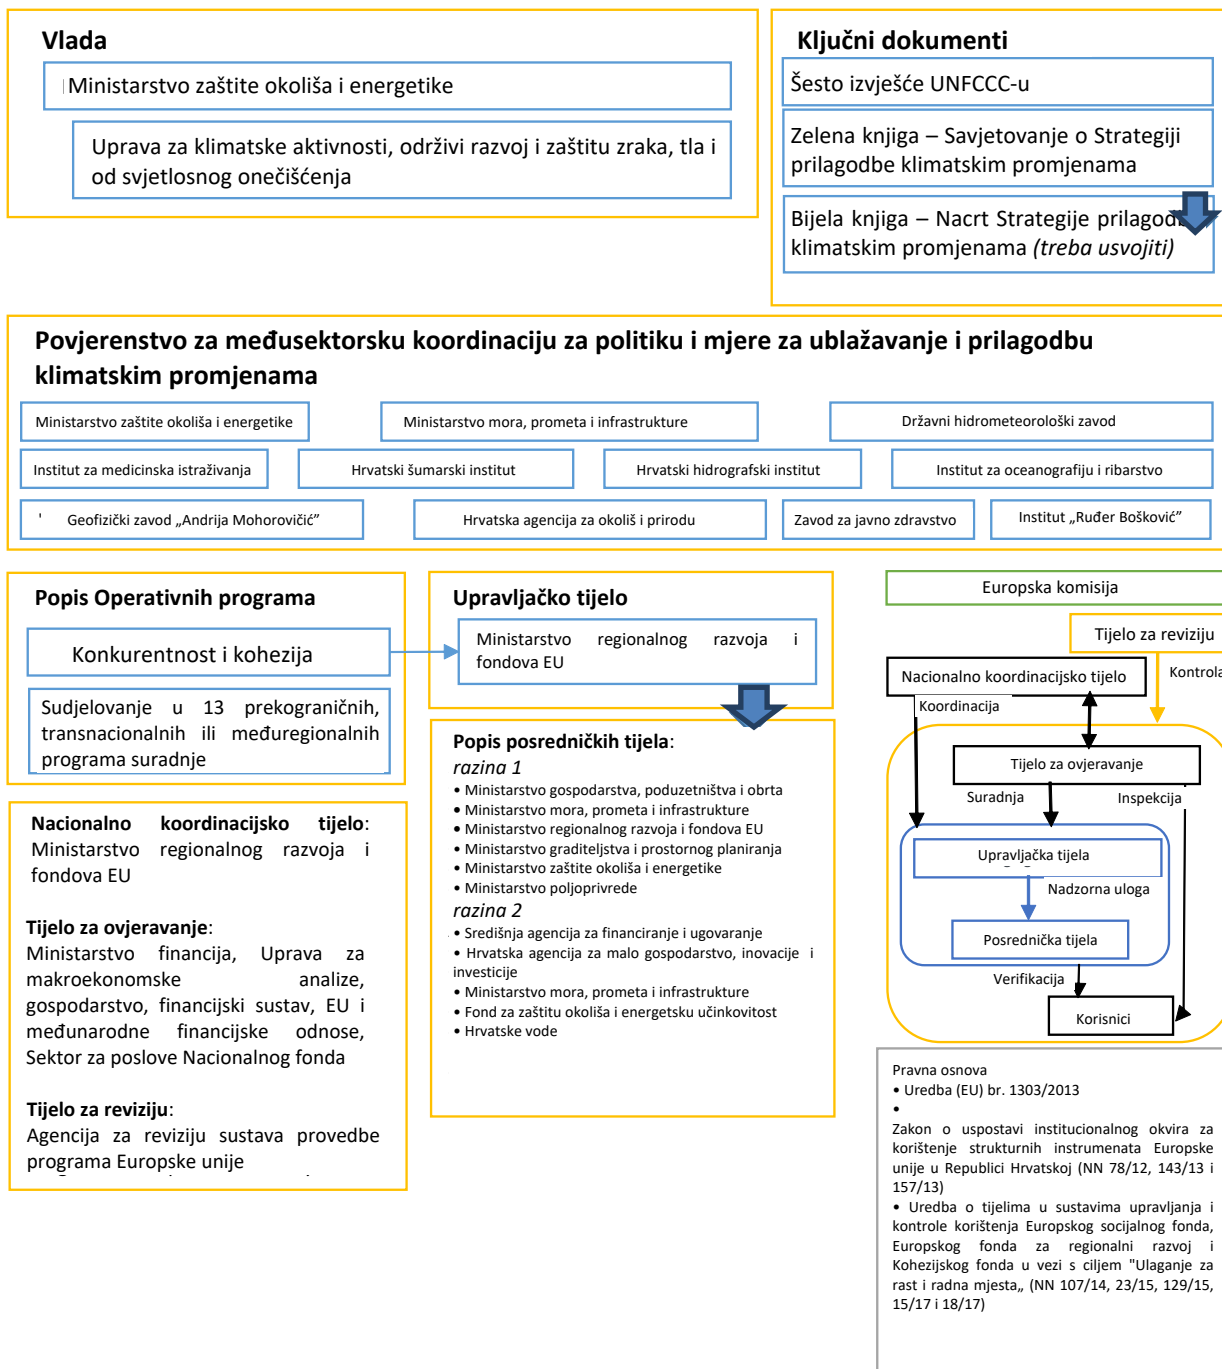 Vlada
Ministarstvo zaštite okoliša i energetike
Uprava za klimatske aktivnosti, održivi razvoj i zaštitu zraka, tla i
od svjetlosnog onečišćenja
Ključni dokumenti
Šesto izvješće UNFCCC-u
Zelena knjiga – Savjetovanje o Strategiji
prilagodbe klimatskim promjenama
Bijela knjiga – Nacrt Strategije prilagodbe
klimatskim promjenama (treba usvojiti)
Povjerenstvo za međusektorsku koordinaciju za politiku i mjere za ublažavanje i prilagodbu
klimatskim promjenama
Ministarstvo zaštite okoliša i energetike
Ministarstvo mora, prometa i infrastrukture
Državni hidrometeorološki zavod
Institut za medicinska istraživanja
Hrvatski šumarski institut
Hrvatski hidrografski institut
Institut za oceanografiju i ribarstvo
Geofizički zavod „Andrija Mohorovičić”
Hrvatska agencija za okoliš i prirodu
Zavod za javno zdravstvo
Institut „Ruđer Bošković”
Popis Operativnih programa
Konkurentnost i kohezija
Sudjelovanje u 13 prekograničnih,
transnacionalnih ili međuregionalnih
programa suradnje
Nacionalno koordinacijsko tijelo:
Ministarstvo regionalnog razvoja i
fondova EU
Tijelo za ovjeravanje:
Ministarstvo financija, Uprava za
makroekonomske analize,
gospodarstvo, financijski sustav, EU i
međunarodne financijske odnose,
Sektor za poslove Nacionalnog fonda
Tijelo za reviziju:
Agencija za reviziju sustava provedbe
programa Europske unije
Upravljačko tijelo
Ministarstvo regionalnog razvoja i
fondova EU
Popis posredničkih tijela:
razina 1
• Ministarstvo gospodarstva, poduzetništva i obrta
• Ministarstvo mora, prometa i infrastrukture
• Ministarstvo regionalnog razvoja i fondova EU
• Ministarstvo graditeljstva i prostornog planiranja
• Ministarstvo zaštite okoliša i energetike
• Ministarstvo poljoprivrede
razina 2
• Središnja agencija za financiranje i ugovaranje
• Hrvatska agencija za malo gospodarstvo, inovacije i
investicije
• Ministarstvo mora, prometa i infrastrukture
• Fond za zaštitu okoliša i energetsku učinkovitost
• Hrvatske vode
Europska komisija
Tijelo za reviziju
Nacionalno koordinacijsko tijelo
Kontrola
Koordinacija
Tijelo za ovjeravanje
Suradnja
Inspekcija
Upravljačka tijela
Nadzorna uloga
Posrednička tijela
Verifikacija
Korisnici
Pravna osnova
• Uredba (EU) br. 1303/2013
•
Zakon o uspostavi institucionalnog okvira za
korištenje strukturnih instrumenata Europske
unije u Republici Hrvatskoj (NN 78/12, 143/13 i
157/13)
• Uredba o tijelima u sustavima upravljanja i
kontrole korištenja Europskog socijalnog fonda,
Europskog fonda za regionalni razvoj i
Kohezijskog fonda u vezi s ciljem "Ulaganje za
rast i radna mjesta„ (NN 107/14, 23/15, 129/15,
15/17 i 18/17)